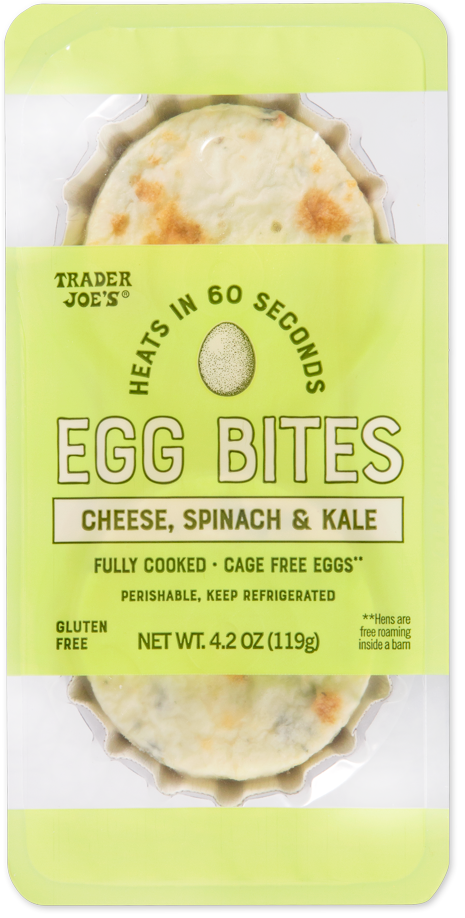 TRADER
JOE'S®
HEATS IN 60 SECONDS
EGG BITES
CHEESE, SPINACH & KALE
FULLY COOKED · CAGE FREE EGGS**
PERISHABLE, KEEP REFRIGERATED
GLUTEN
FREE
NET WT. 4.2 OZ (119g)
**Hens are
free roaming
inside a barn